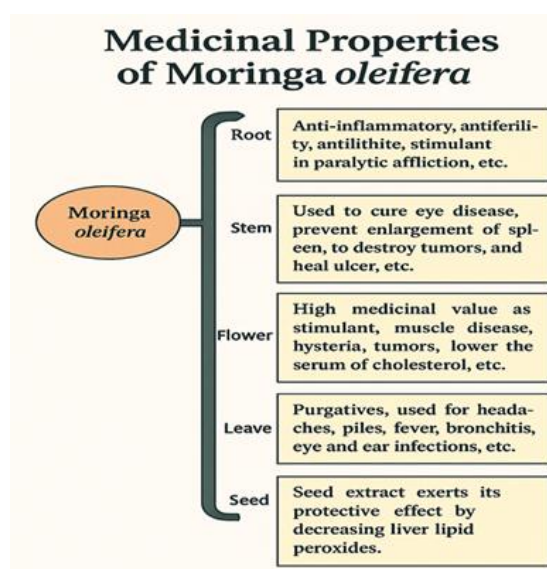 Medicinal Properties
of Moringa oleifera
Moringa
oleifera
Root
Anti-inflammatory, antiferili-
ty, antilithite, stimulant
in paralytic affliction, etc.
Stem
Used to cure eye disease,
prevent enlargement of spl-
een, to destroy tumors, and
heal ulcer, etc.
Flower
High medicinal value as
stimulant, muscle disease,
hysteria, tumors, lower the
serum of cholesterol, etc.
Leave
Purgatives, used for heada-
ches, piles, fever, bronchitis,
eye and ear infections, etc.
Seed
Seed extract exerts its
protective effect by
decreasing liver lipid
peroxides.